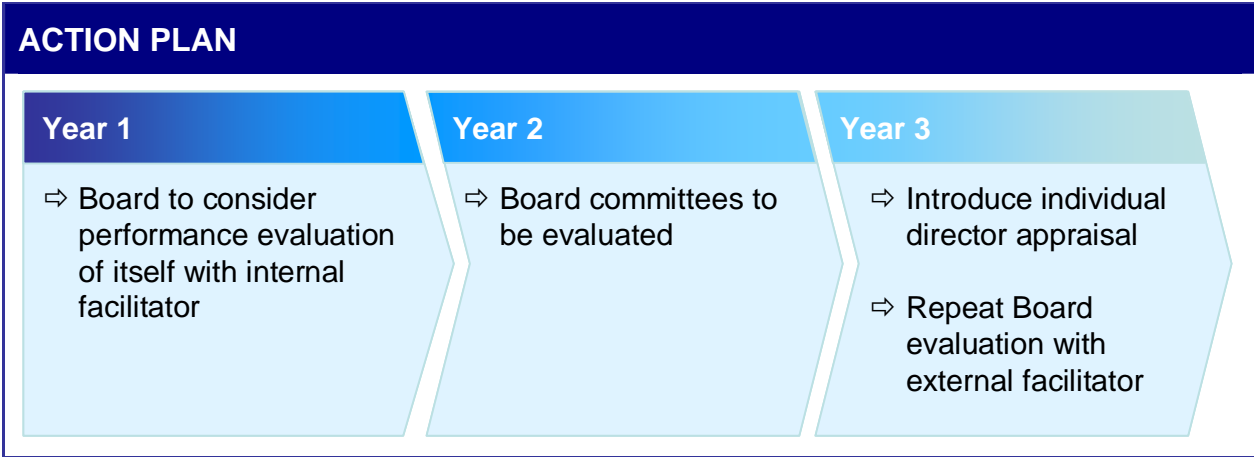 ACTION PLAN
Year 1
⇨ Board to consider
performance evaluation
of itself with internal
facilitator
Year 2
⇨ Board committees to
be evaluated
Year 3
⇨ Introduce individual
director appraisal
⇨ Repeat Board
evaluation with
external facilitator